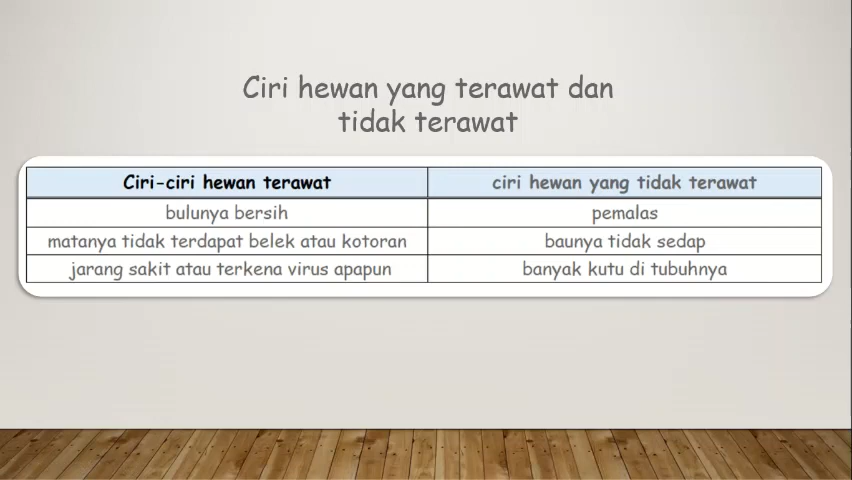 Ciri hewan yang terawat dan
tidak terawat
Ciri-ciri hewan terawat
ciri hewan yang tidak terawat
bulunya bersih
pemalas
matanya tidak terdapat belek atau kotoran
baunya tidak sedap
jarang sakit atau terkena virus apapun
banyak kutu di tubuhnya